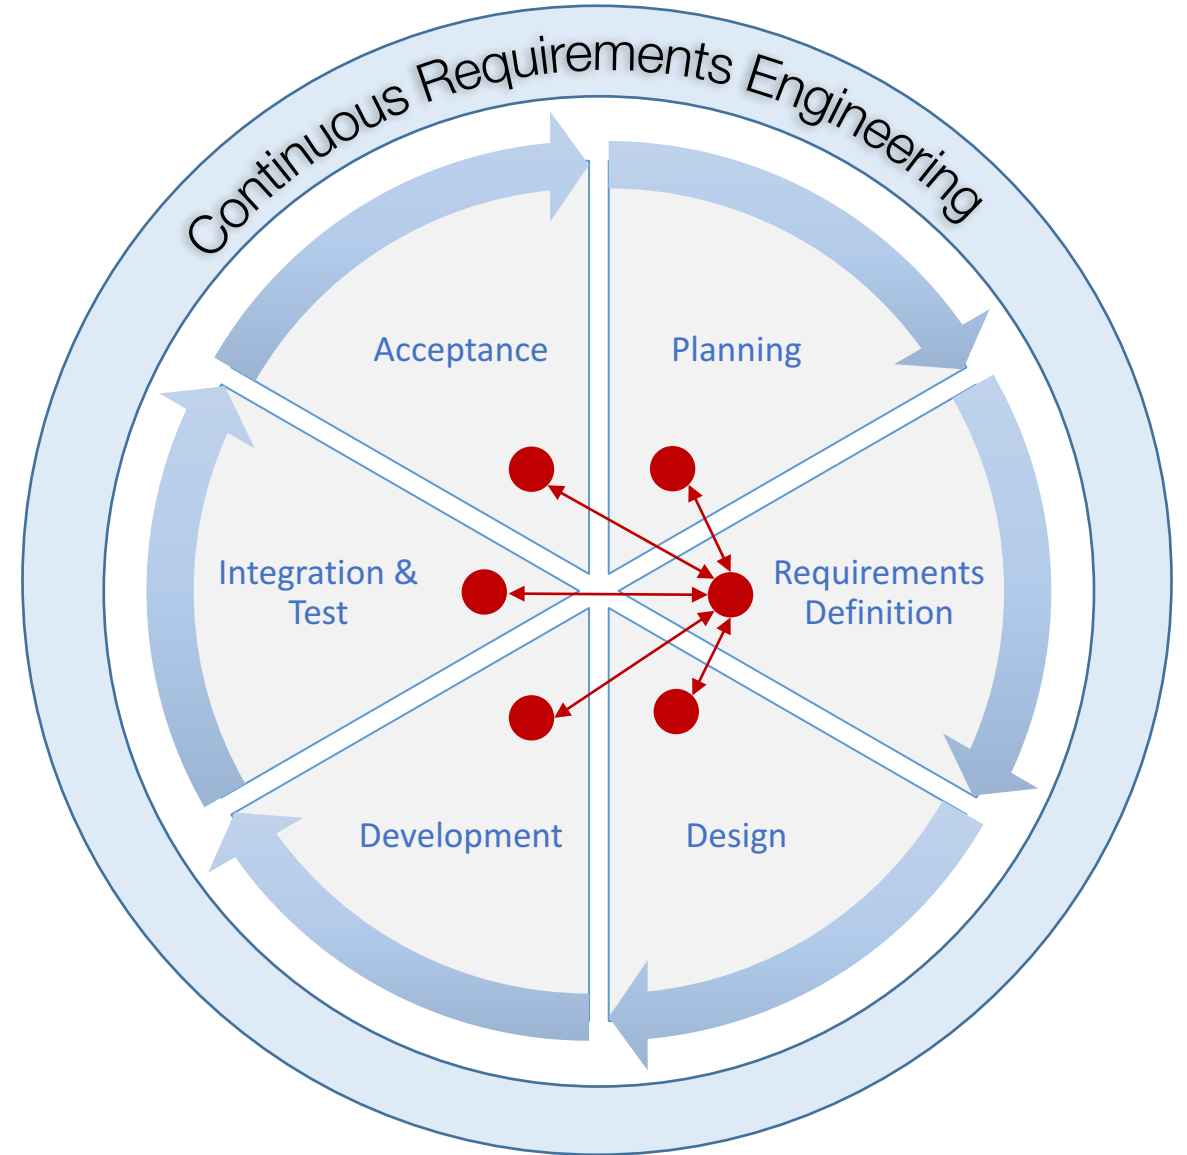 Continuous Requirements Engineering
Acceptance
Planning
Integration &
Test
Requirements
Definition
Development
Design